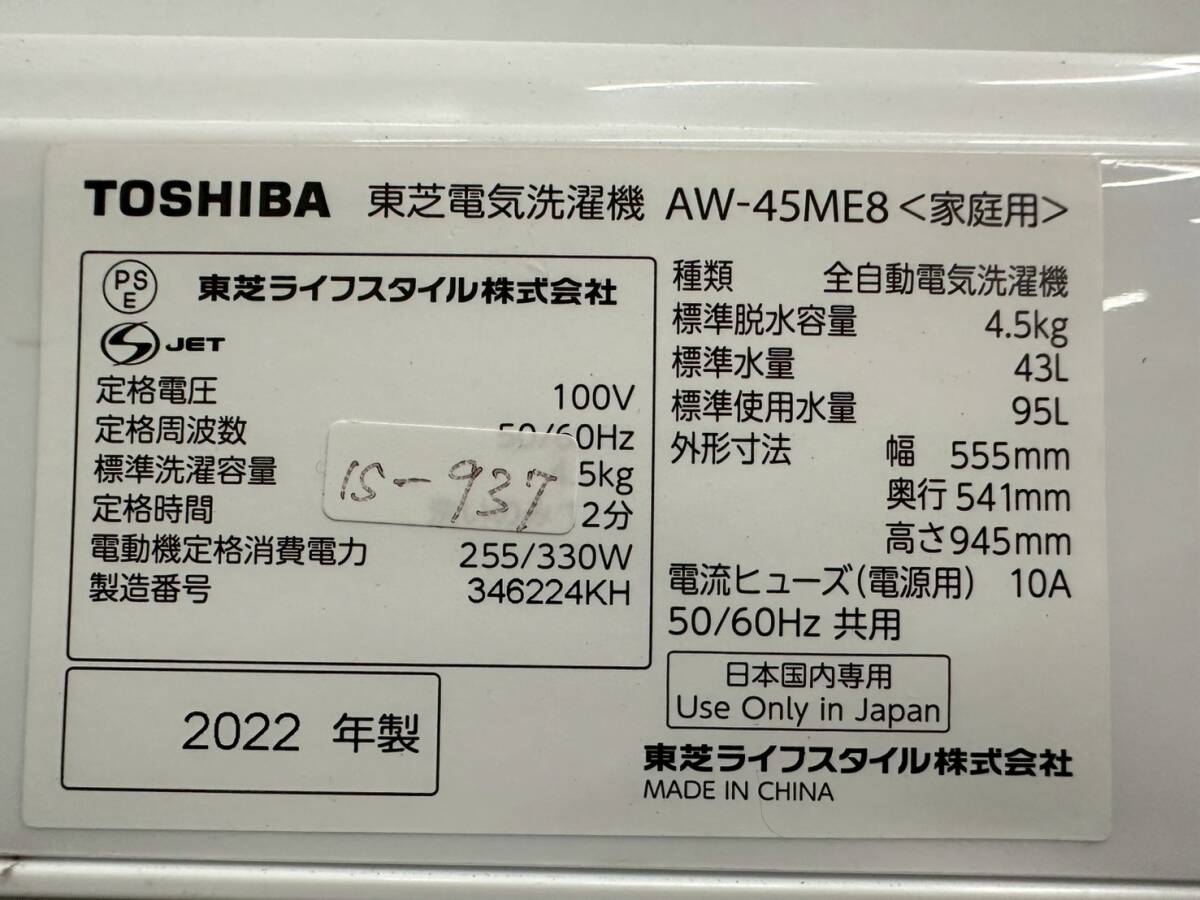 TOSHIBA 東芝電気洗濯機 AW-45ME8<家庭用>
PS
E
東芝ライフスタイル株式会社
S JET
定格電圧 100V
定格周波数 50/60Hz
標準洗濯容量 5kg
定格時間 2分
電動機定格消費電力 255/330W
製造番号 346224KH
IS-937
2022 年製
種類 全自動電気洗濯機
標準脱水容量 4.5kg
標準水量 43L
標準使用水量 95L
外形寸法 幅 555mm
奥行 541mm
高さ 945mm
電流ヒューズ(電源用) 10A
50/60Hz 共用
日本国内専用
Use Only in Japan
東芝ライフスタイル株式会社
MADE IN CHINA